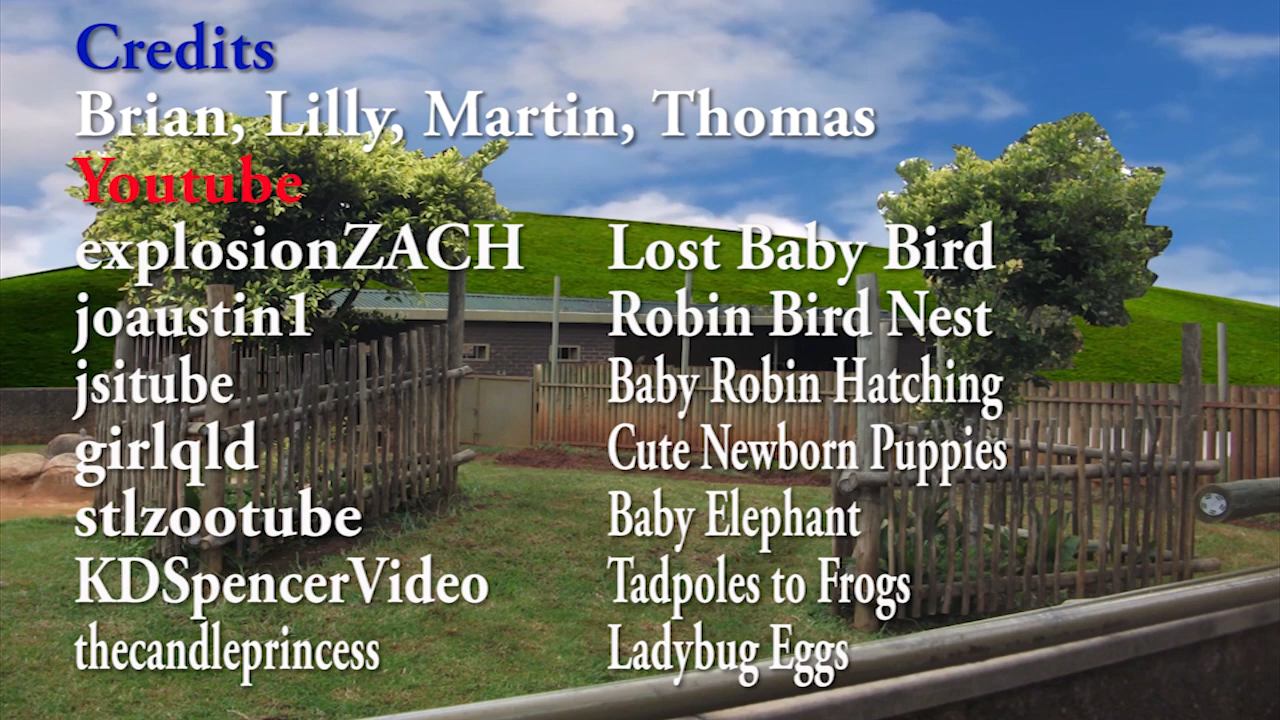 Credits
Brian, Lilly, Martin, Thomas
Youtube
explosionZACH Lost Baby Bird
joaustin1 Robin Bird Nest
jsitube Baby Robin Hatching
girlqld Cute Newborn Puppies
stlzootube Baby Elephant
KDSpencerVideo Tadpoles to Frogs
thecandleprincess Ladybug Eggs